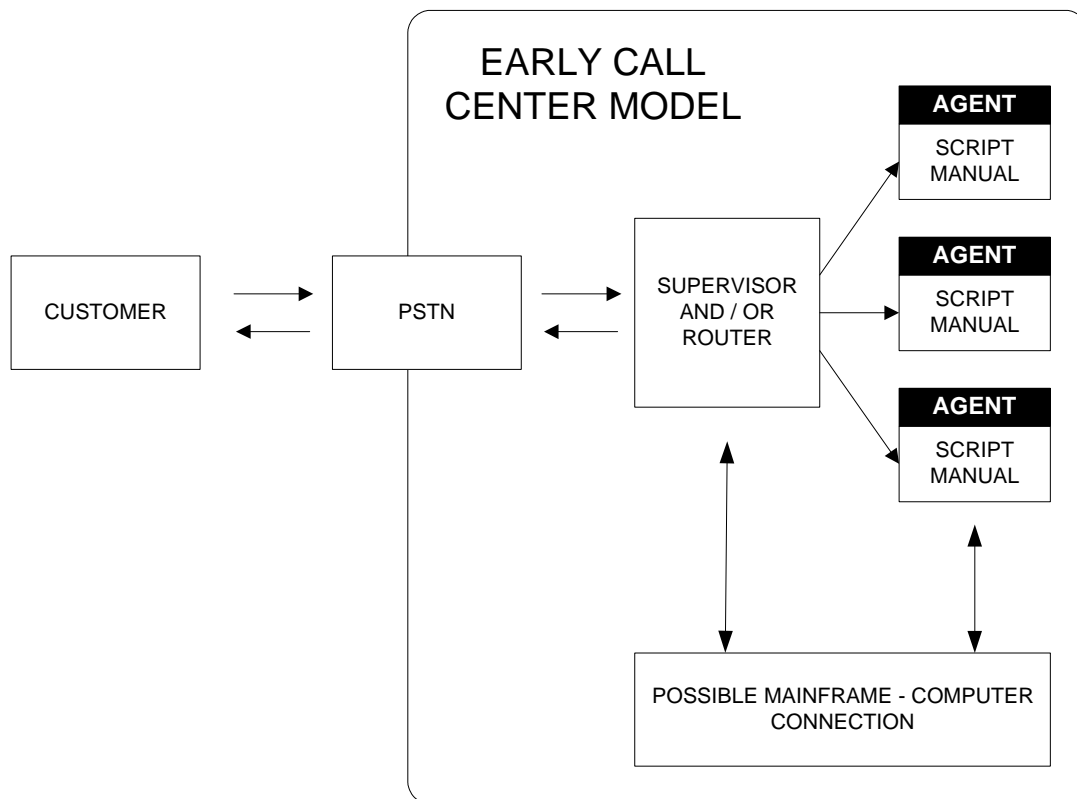 EARLY CALL
CENTER MODEL
CUSTOMER
PSTN
SUPERVISOR
AND / OR
ROUTER
AGENT
SCRIPT
MANUAL
AGENT
SCRIPT
MANUAL
AGENT
SCRIPT
MANUAL
POSSIBLE MAINFRAME - COMPUTER
CONNECTION